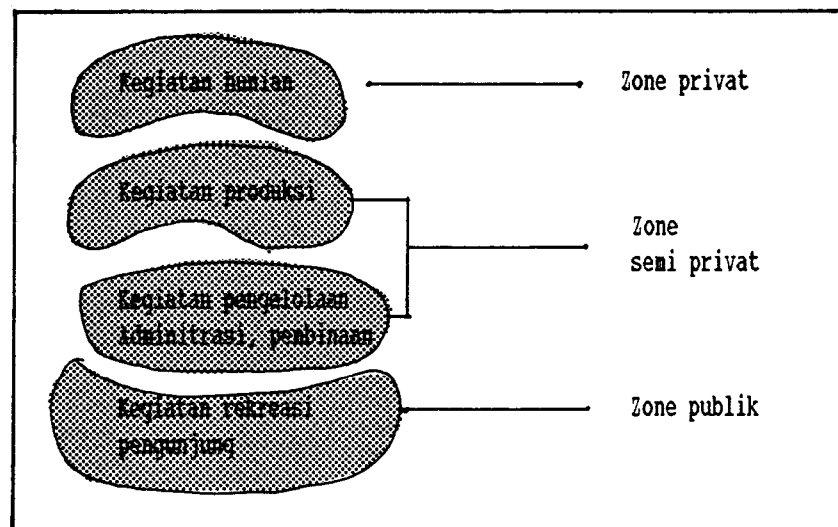 Kegiatan hunian
Zone privat
Kegiatan produksi
Zone
semi privat
Kegiatan pengelolaan
Adminitrasi, pembinaan
Kegiatan rekreasi
pengunjung
Zone publik